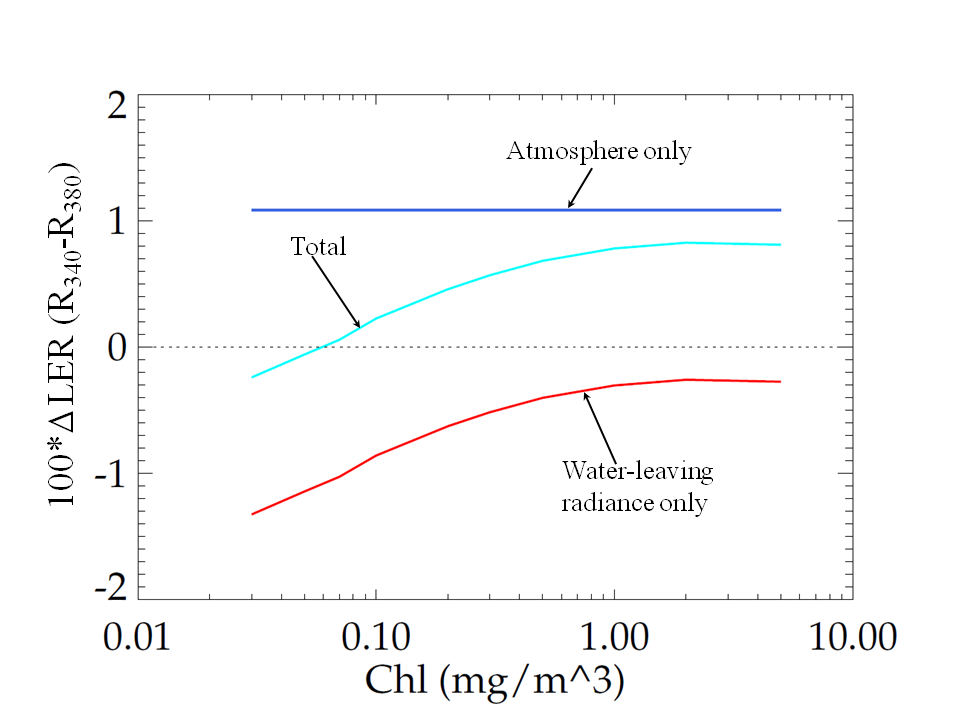 2
Atmosphere only
1
Total
0
-1
Water-leaving
radiance only
-2
100*ΔLER (R340-R380)
0.01
0.10
1.00
10.00
Chl (mg/m^3)